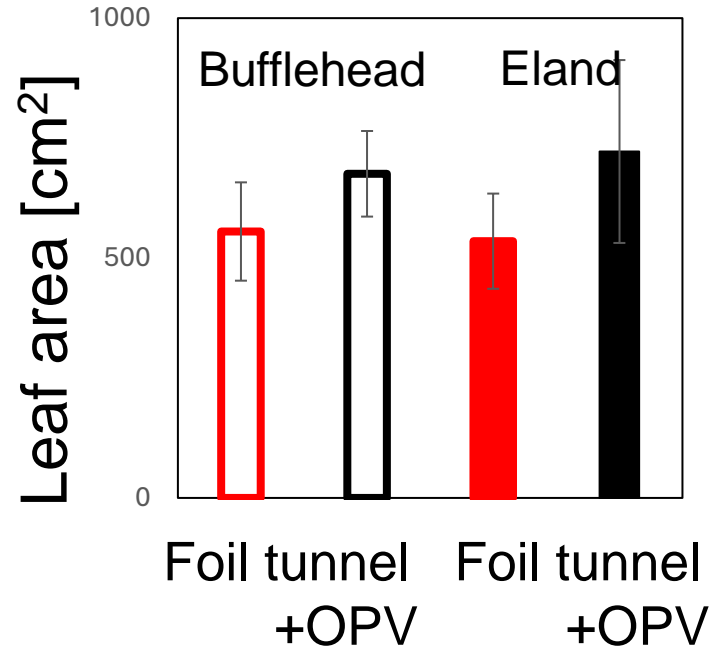 1000
Bufflehead Eland
Leaf area [cm²]
500
0
Foil tunnel Foil tunnel
+OPV +OPV